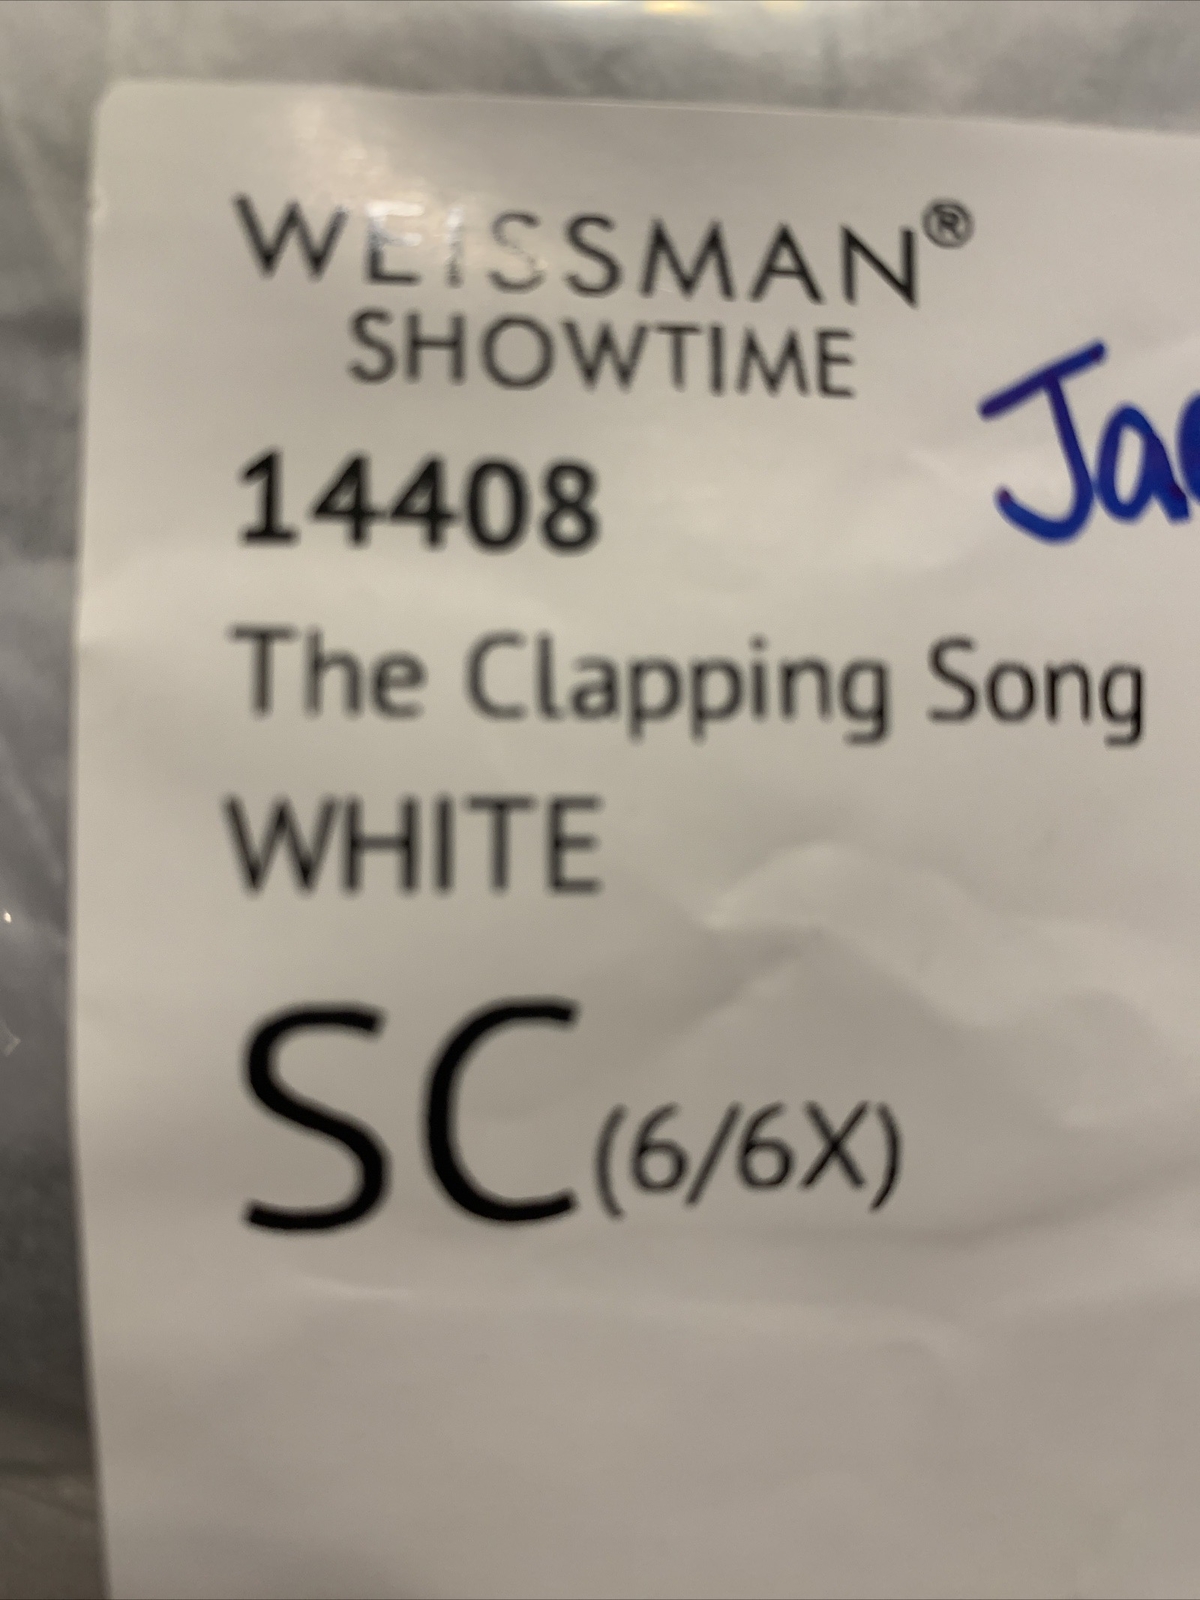 WEISSMAN®
SHOWTIME
14408
The Clapping Song
WHITE
SC (6/6X)